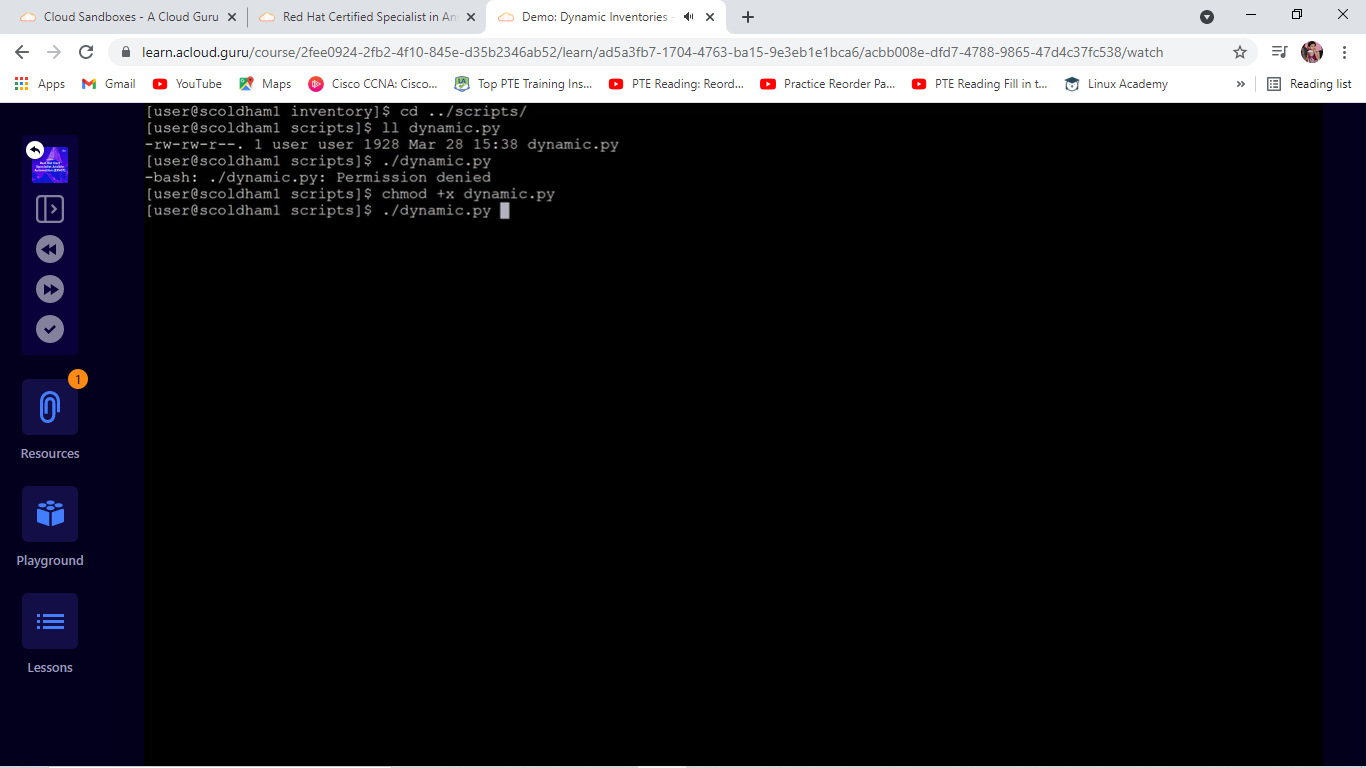 Cloud Sandboxes - A Cloud Guru
Red Hat Certified Specialist in An
Demo: Dynamic Inventories
learn.acloud.guru/course/2fee0924-2fb2-4f10-845e-d35b2346ab52/learn/ad5a3fb7-1704-4763-ba15-9e3eb1e1bca6/acbb008e-dfd7-4788-9865-47d4c37fc538/watch
Apps
Gmail
YouTube
Maps
Cisco CCNA: Cisco...
Top PTE Training Ins...
PTE Reading: Reord...
Practice Reorder Pa...
PTE Reading Fill in t...
Linux Academy
»
Reading list
[user@scoldham1 inventory]$ cd ../scripts/
[user@scoldham1 scripts]$ ll dynamic.py
-rw-rw-r--. 1 user user 1928 Mar 28 15:38 dynamic.py
[user@scoldham1 scripts]$ ./dynamic.py
-bash: ./dynamic.py: Permission denied
[user@scoldham1 scripts]$ chmod +x dynamic.py
[user@scoldham1 scripts]$ ./dynamic.py
1
Resources
Playground
Lessons